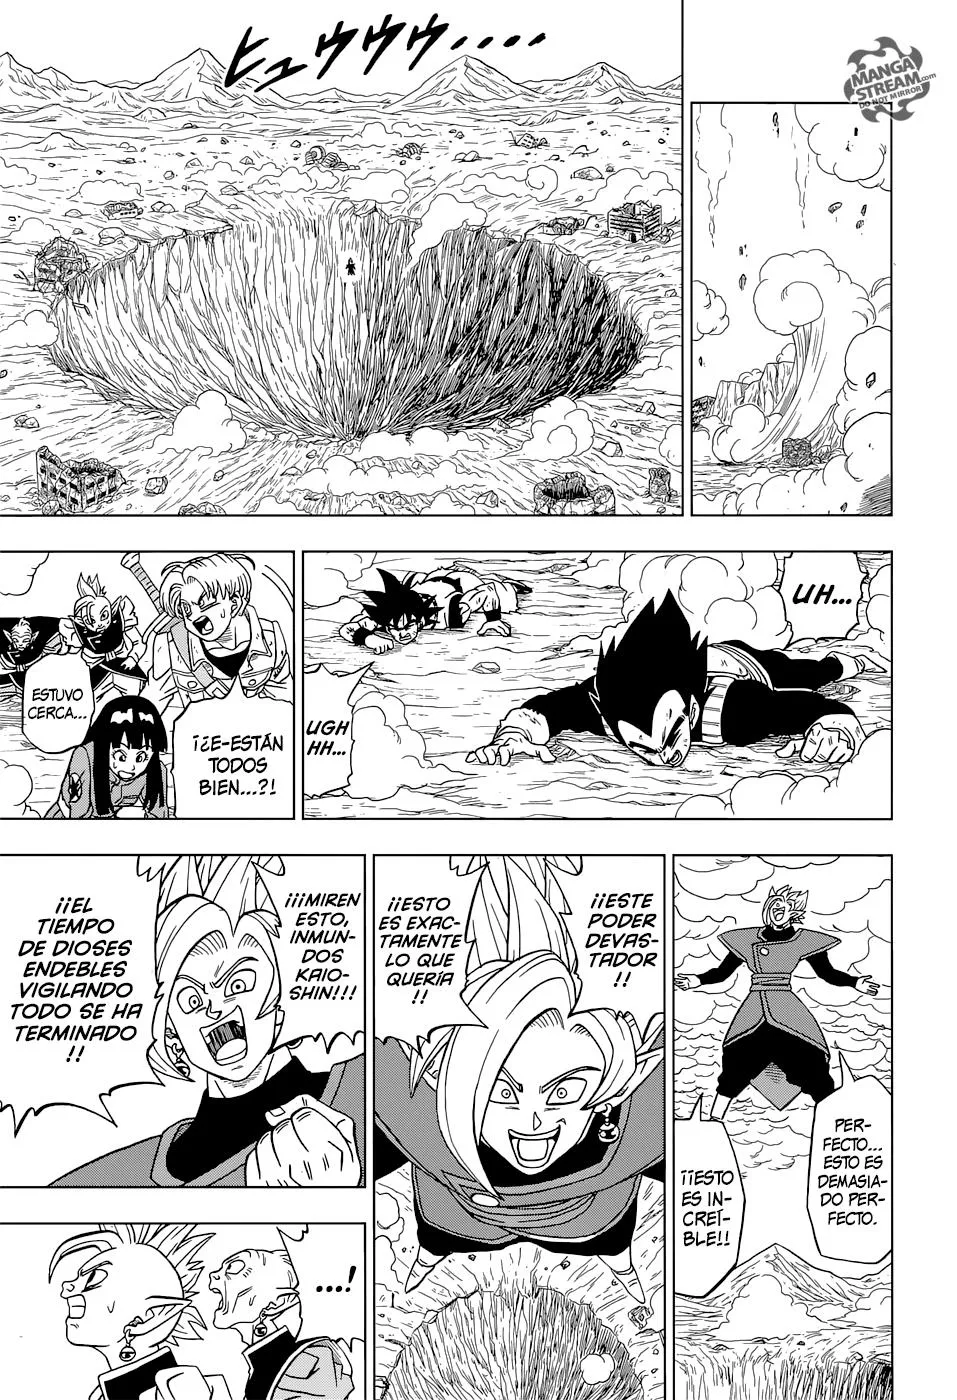 MANGA
STREAM.com
DO NOT MIRROR
ヒュウウウ....
UH...
UGH
HH...
¡¿E-ESTÁN
TODOS
BIEN...?!
ESTUVO
CERCA...
PER-
FECTO...
ESTO ES
DEMASIA-
DO PER-
FECTO.
¡¡ESTO
ES IN-
CREÍ-
BLE!!
¡¡ESTE
PODER
DEVAS-
TADOR
!!
¡¡ESTO
ES EXAC-
TAMENTE
LO QUE
QUERÍA
!!
¡¡¡MIREN
ESTO,
INMUN-
DOS
KAIO-
SHIN!!!
¡¡EL
TIEMPO
DE DIOSES
ENDEBLES
VIGILANDO
TODO SE HA
TERMINADO
!!
...!